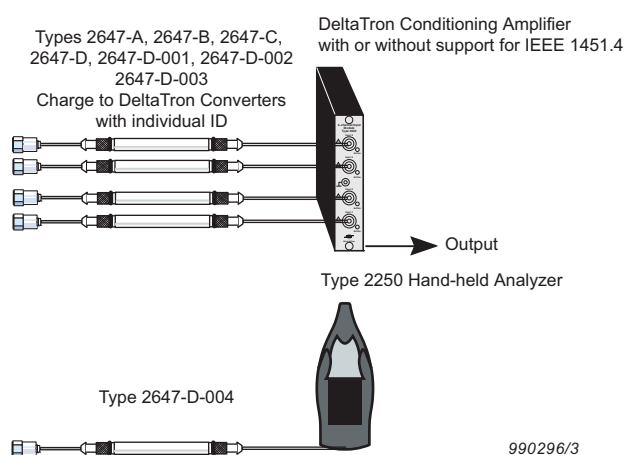 Types 2647-A, 2647-B, 2647-C,
2647-D, 2647-D-001, 2647-D-002
2647-D-003
Charge to DeltaTron Converters
with individual ID
DeltaTron Conditioning Amplifier
with or without support for IEEE 1451.4
Output
Type 2250 Hand-held Analyzer
Type 2647-D-004
990296/3